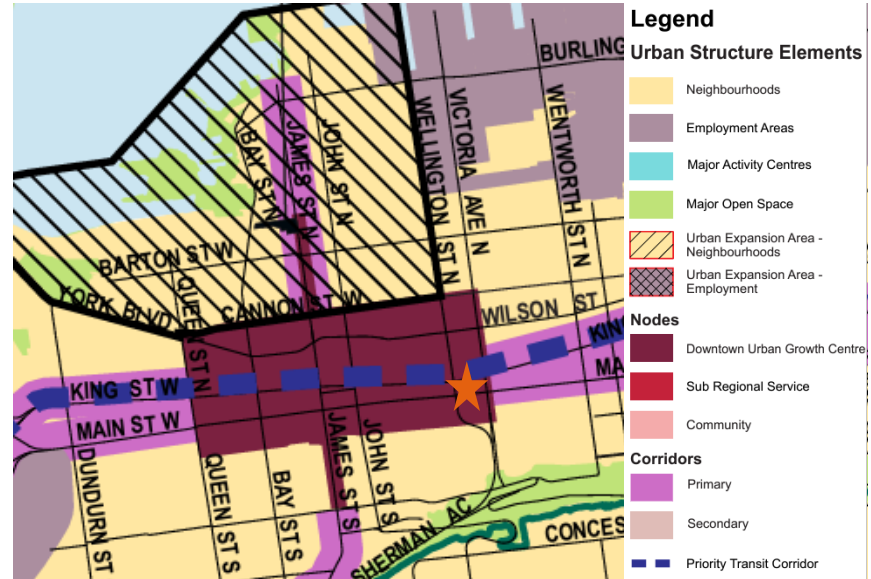 BURLING
WELLINGTON ST N
VICTORIA AVE N
WENTWORTH ST N
BAY ST N
JAMES ST N
JOHN ST N
BARTON ST W
YORK BLVD
QUEEN ST N
CANNON ST W
WILSON ST
KING
KING ST W
MA
MAIN ST W
DUNDURN ST
QUEEN ST S
BAY ST S
JAMES ST S
JOHN ST S
SHERMAN AC
CONCES
Legend
Urban Structure Elements
Neighbourhoods
Employment Areas
Major Activity Centres
Major Open Space
Urban Expansion Area -
Neighbourhoods
Urban Expansion Area -
Employment
Nodes
Downtown Urban Growth Centre
Sub Regional Service
Community
Corridors
Primary
Secondary
Priority Transit Corridor